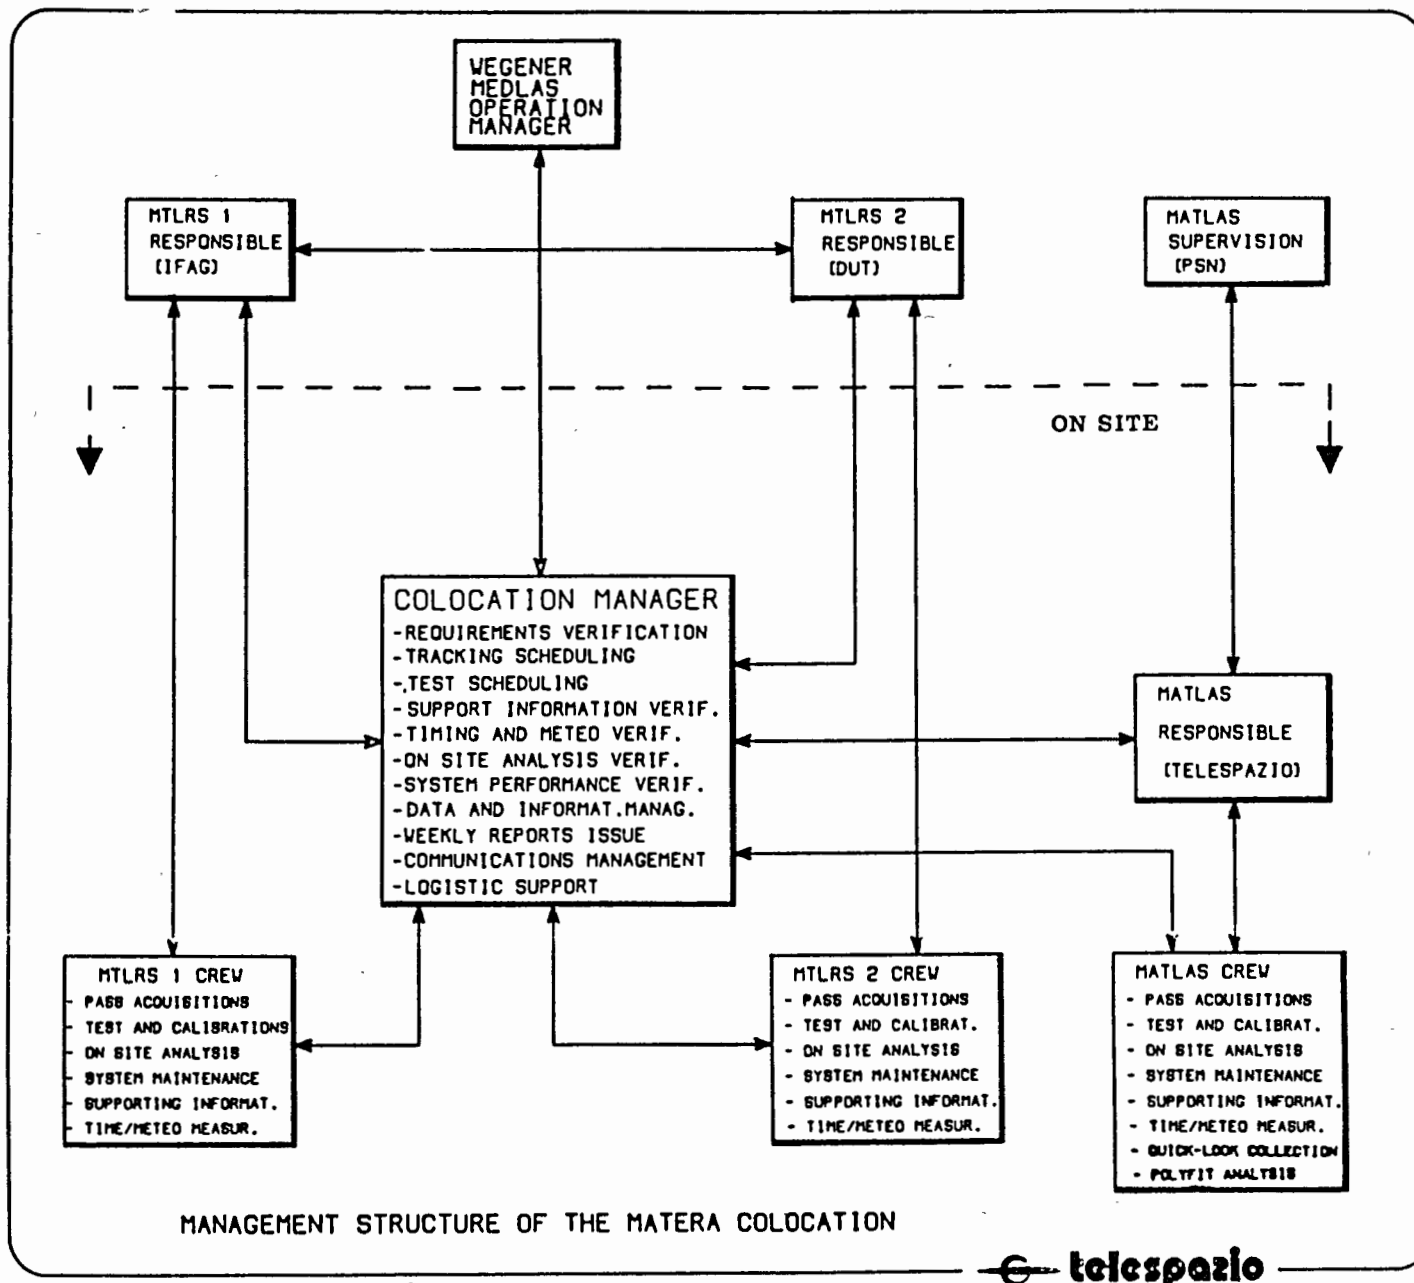 WEGENER
MEDLAS
OPERATION
MANAGER
MTLRS 1
RESPONSIBLE
(IFAG)
MTLRS 2
RESPONSIBLE
(DUT)
MATLAS
SUPERVISION
(PSN)
ON SITE
COLOCATION MANAGER
-REQUIREMENTS VERIFICATION
-TRACKING SCHEDULING
-TEST SCHEDULING
-SUPPORT INFORMATION VERIF.
-TIMING AND METEO VERIF.
-ON SITE ANALYSIS VERIF.
-SYSTEM PERFORMANCE VERIF.
-DATA AND INFORMAT.MANAG.
-WEEKLY REPORTS ISSUE
-COMMUNICATIONS MANAGEMENT
-LOGISTIC SUPPORT
MATLAS
RESPONSIBLE
(TELESPAZIO)
MTLRS 1 CREW
- PASS ACQUISITIONS
- TEST AND CALIBRATIONS
- ON SITE ANALYSIS
- SYSTEM MAINTENANCE
- SUPPORTING INFORMAT.
- TIME/METEO MEASUR.
MTLRS 2 CREW
- PASS ACQUISITIONS
- TEST AND CALIBRAT.
- ON SITE ANALYSIS
- SYSTEM MAINTENANCE
- SUPPORTING INFORMAT.
- TIME/METEO MEASUR.
MATLAS CREW
- PASS ACQUISITIONS
- TEST AND CALIBRAT.
- ON SITE ANALYSIS
- SYSTEM MAINTENANCE
- SUPPORTING INFORMAT.
- TIME/METEO MEASUR.
- QUICK-LOOK COLLECTION
- POLYFIT ANALYSIS
MANAGEMENT STRUCTURE OF THE MATERA COLOCATION
telespazio